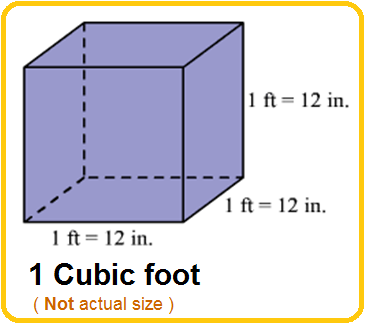 1 ft = 12 in.
1 ft = 12 in.
1 ft = 12 in.
1 Cubic foot
( Not actual size )